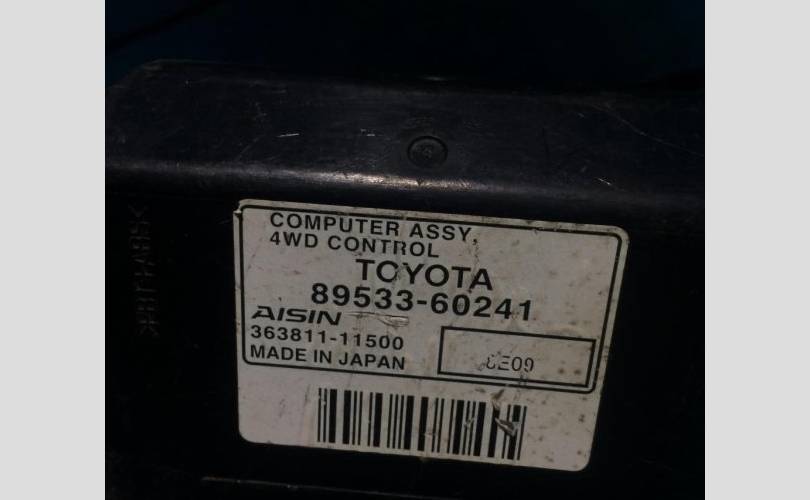 COMPUTER ASSY,
4WD CONTROL
TOYOTA
89533-60241
AISIN
363811-11500
MADE IN JAPAN